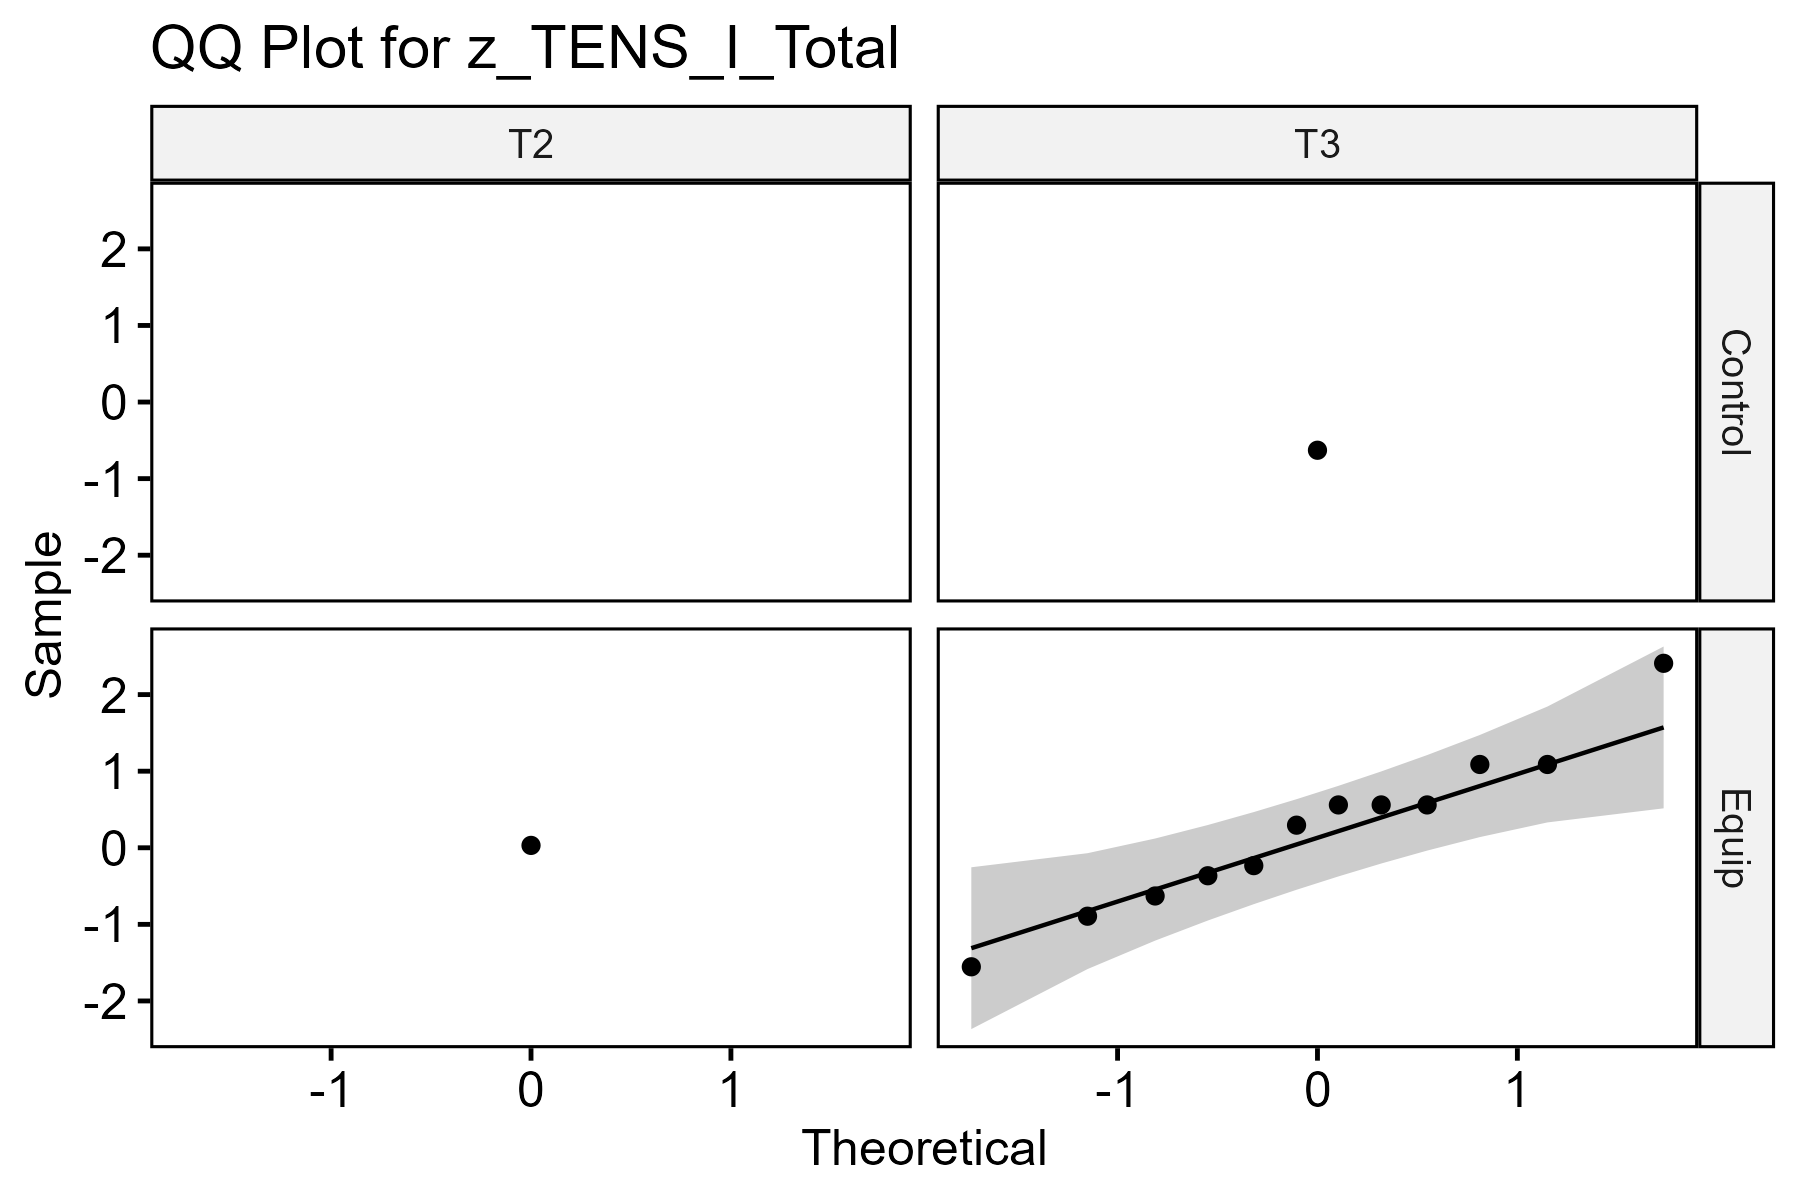 QQ Plot for z_TENS_I_Total
T2
T3
2
1
0
-1
-2
Control
Sample
2
1
0
-1
-2
Equip
-1
0
1
-1
0
1
Theoretical